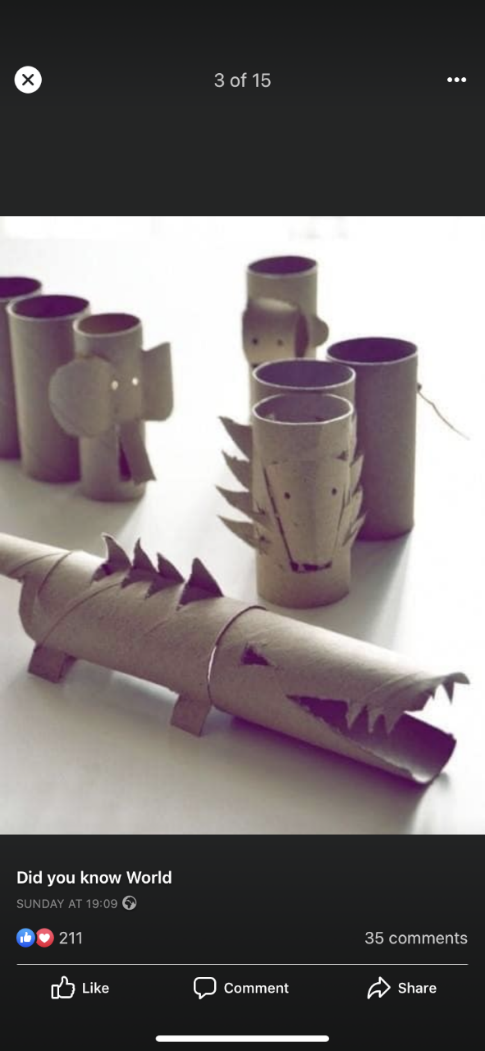 3 of 15
Did you know World
SUNDAY AT 19:09
211
35 comments
Like
Comment
Share